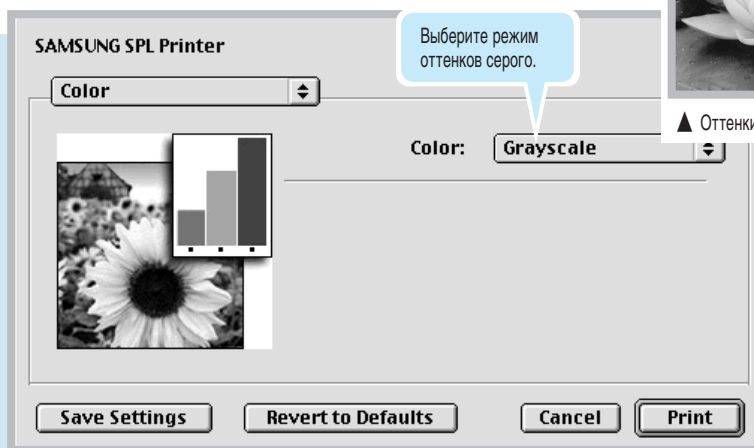 SAMSUNG SPL Printer
Выберите режим
оттенков серого.
Color
▲ Оттенки
Color: Grayscale
Save Settings Revert to Defaults Cancel Print